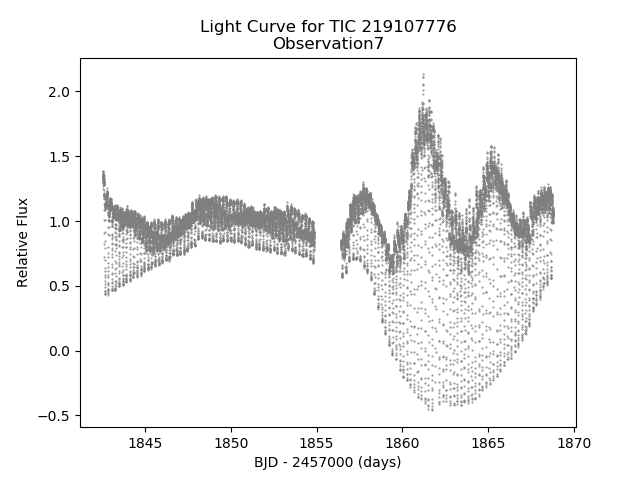 Light Curve for TIC 219107776
Observation7
Relative Flux
2.0
1.5
1.0
0.5
0.0
−0.5
1845 1850 1855 1860 1865 1870
BJD - 2457000 (days)